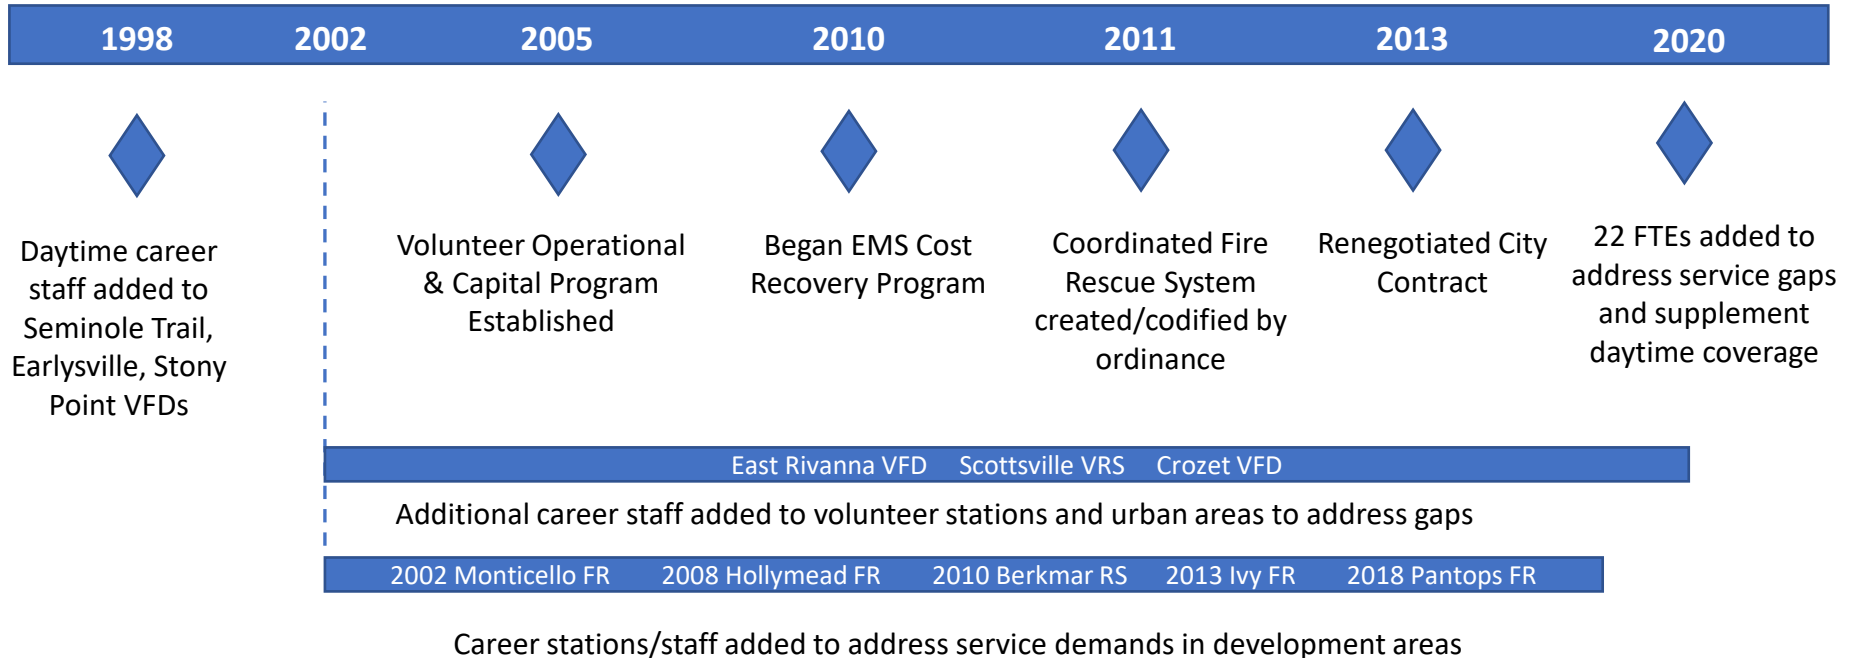 1998 2002 2005 2010 2011 2013 2020
Daytime career
staff added to
Seminole Trail,
Earlysville, Stony
Point VFDs
Volunteer Operational
& Capital Program
Established
Began EMS Cost
Recovery Program
Coordinated Fire
Rescue System
created/codified by
ordinance
Renegotiated City
Contract
22 FTEs added to
address service gaps
and supplement
daytime coverage
East Rivanna VFD Scottsville VRS Crozet VFD
Additional career staff added to volunteer stations and urban areas to address gaps
2002 Monticello FR 2008 Hollymead FR 2010 Berkmar RS 2013 Ivy FR 2018 Pantops FR
Career stations/staff added to address service demands in development areas